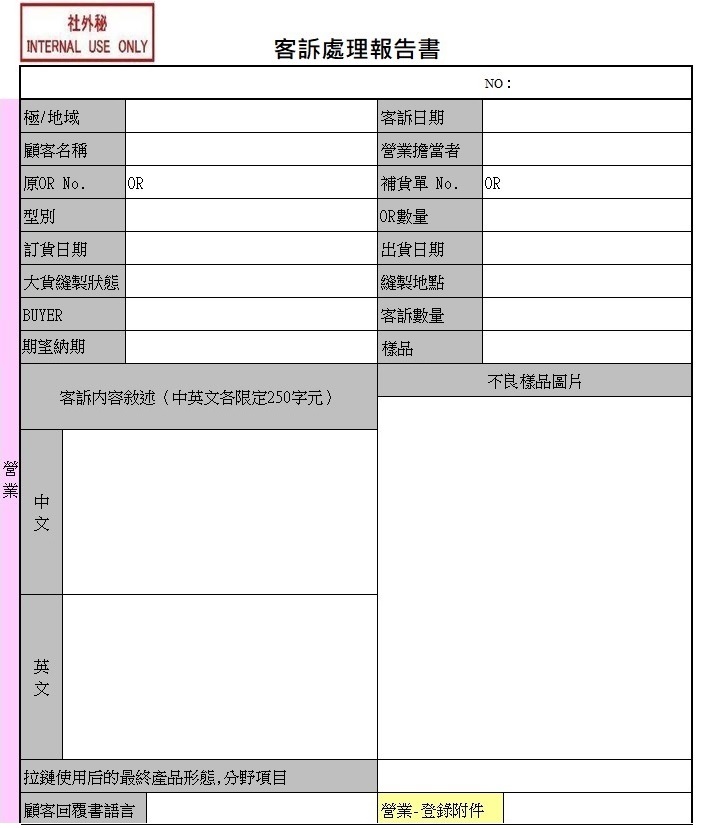 社外秘
INTERNAL USE ONLY
客訴處理報告書
NO：
極/地域
客訴日期
顧客名稱
營業擔當者
原OR No.
OR
補貨單 No.
OR
型別
OR數量
訂貨日期
出貨日期
大貨縫製狀態
縫製地點
BUYER
客訴數量
期望納期
樣品
客訴內容敘述（中英文各限定250字元）
不良樣品圖片
營業
中文
英文
拉鏈使用后的最終產品形態,分野項目
顧客回覆書語言
營業-登錄附件